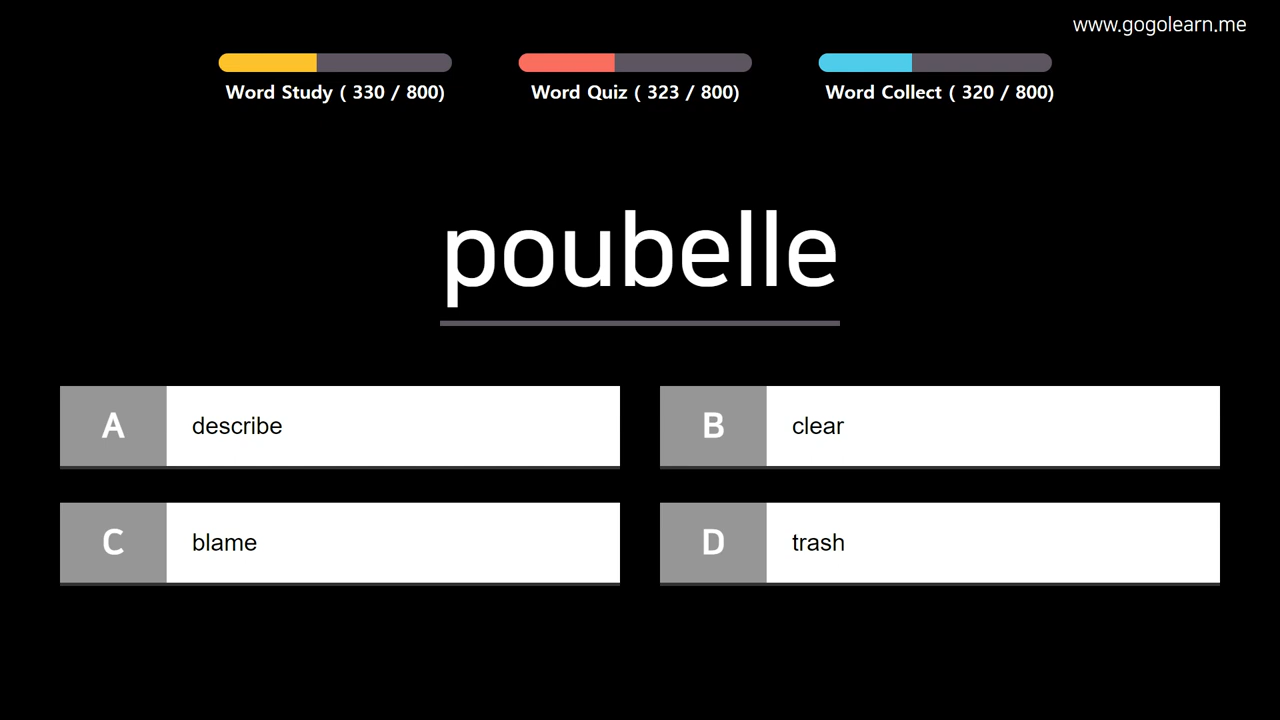 www.gogolearn.me
Word Study ( 330 / 800)
Word Quiz ( 323 / 800)
Word Collect ( 320 / 800)
poubelle
A describe
B clear
C blame
D trash